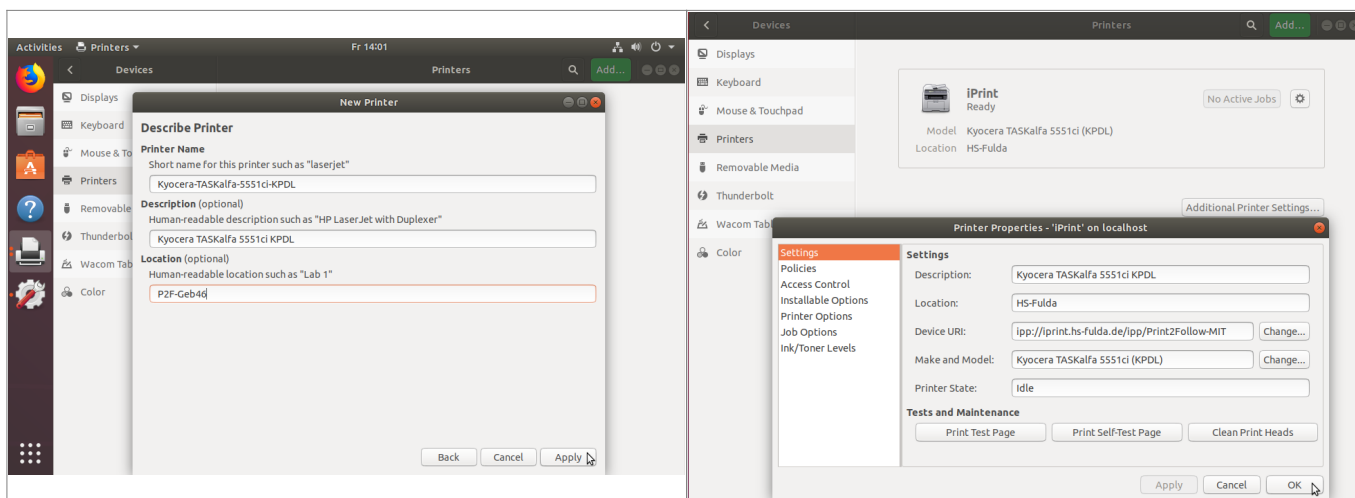 Activities Printers Fr 14:01
Devices Printers Add...
Displays
Keyboard
Mouse & To
Printers
Removable
Thunderbol
Wacom Tab
Color
New Printer
Describe Printer
Printer Name
Short name for this printer such as "laserjet"
Kyocera-TASKalfa-5551ci-KPDL
Description (optional)
Human-readable description such as "HP LaserJet with Duplexer"
Kyocera TASKalfa 5551ci KPDL
Location (optional)
Human-readable location such as "Lab 1"
P2F-Geb46
Back Cancel Apply
Devices Printers Add...
Displays
Keyboard
Mouse & Touchpad
Printers
Removable Media
Thunderbolt
Wacom Tabl
Color
iPrint
Ready
No Active Jobs
Model Kyocera TASKalfa 5551ci (KPDL)
Location HS-Fulda
Additional Printer Settings...
Printer Properties - 'iPrint' on localhost
Settings
Policies
Access Control
Installable Options
Printer Options
Job Options
Ink/Toner Levels
Settings
Description: Kyocera TASKalfa 5551ci KPDL
Location: HS-Fulda
Device URI: ipp://iprint.hs-fulda.de/ipp/Print2Follow-MIT Change...
Make and Model: Kyocera TASKalfa 5551ci (KPDL) Change...
Printer State: Idle
Tests and Maintenance
Print Test Page Print Self-Test Page Clean Print Heads
Apply Cancel OK